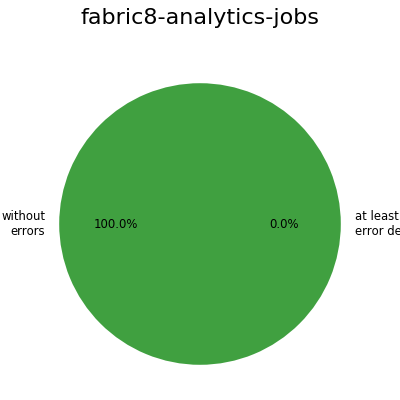 fabric8-analytics-jobs
without
errors
100.0%
0.0%
at least
error de